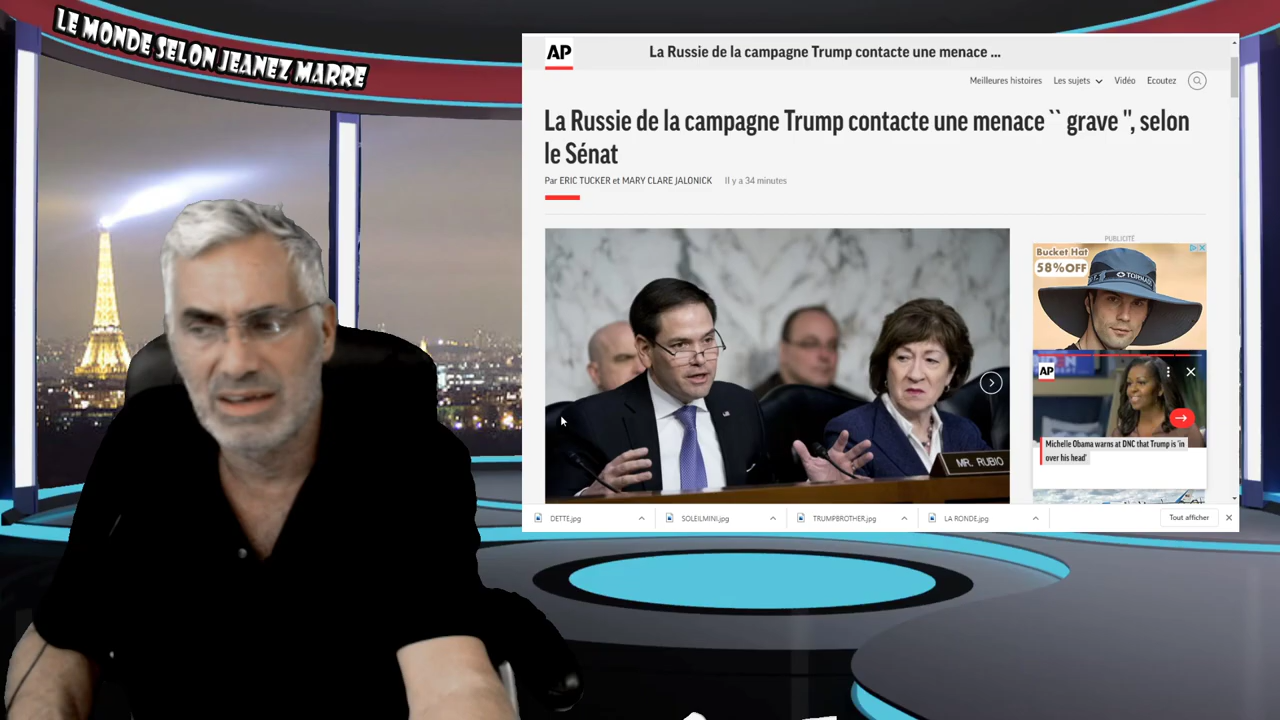 LE MONDE SELON JEANEZ MARRE
AP
La Russie de la campagne Trump contacte une menace ...
Meilleures histoires Les sujets Vidéo Ecoutez
La Russie de la campagne Trump contacte une menace `` grave '', selon
le Sénat
Par ERIC TUCKER et MARY CLARE JALONICK Il y a 34 minutes
PUBLICITÉ
Bucket Hat
58%OFF
AP
Michelle Obama warns at DNC that Trump is 'in
over his head'
MR. RUBIO
DETTE.jpg SOLEILMINI.jpg TRUMPBROTHER.jpg LA RONDE.jpg Tout afficher